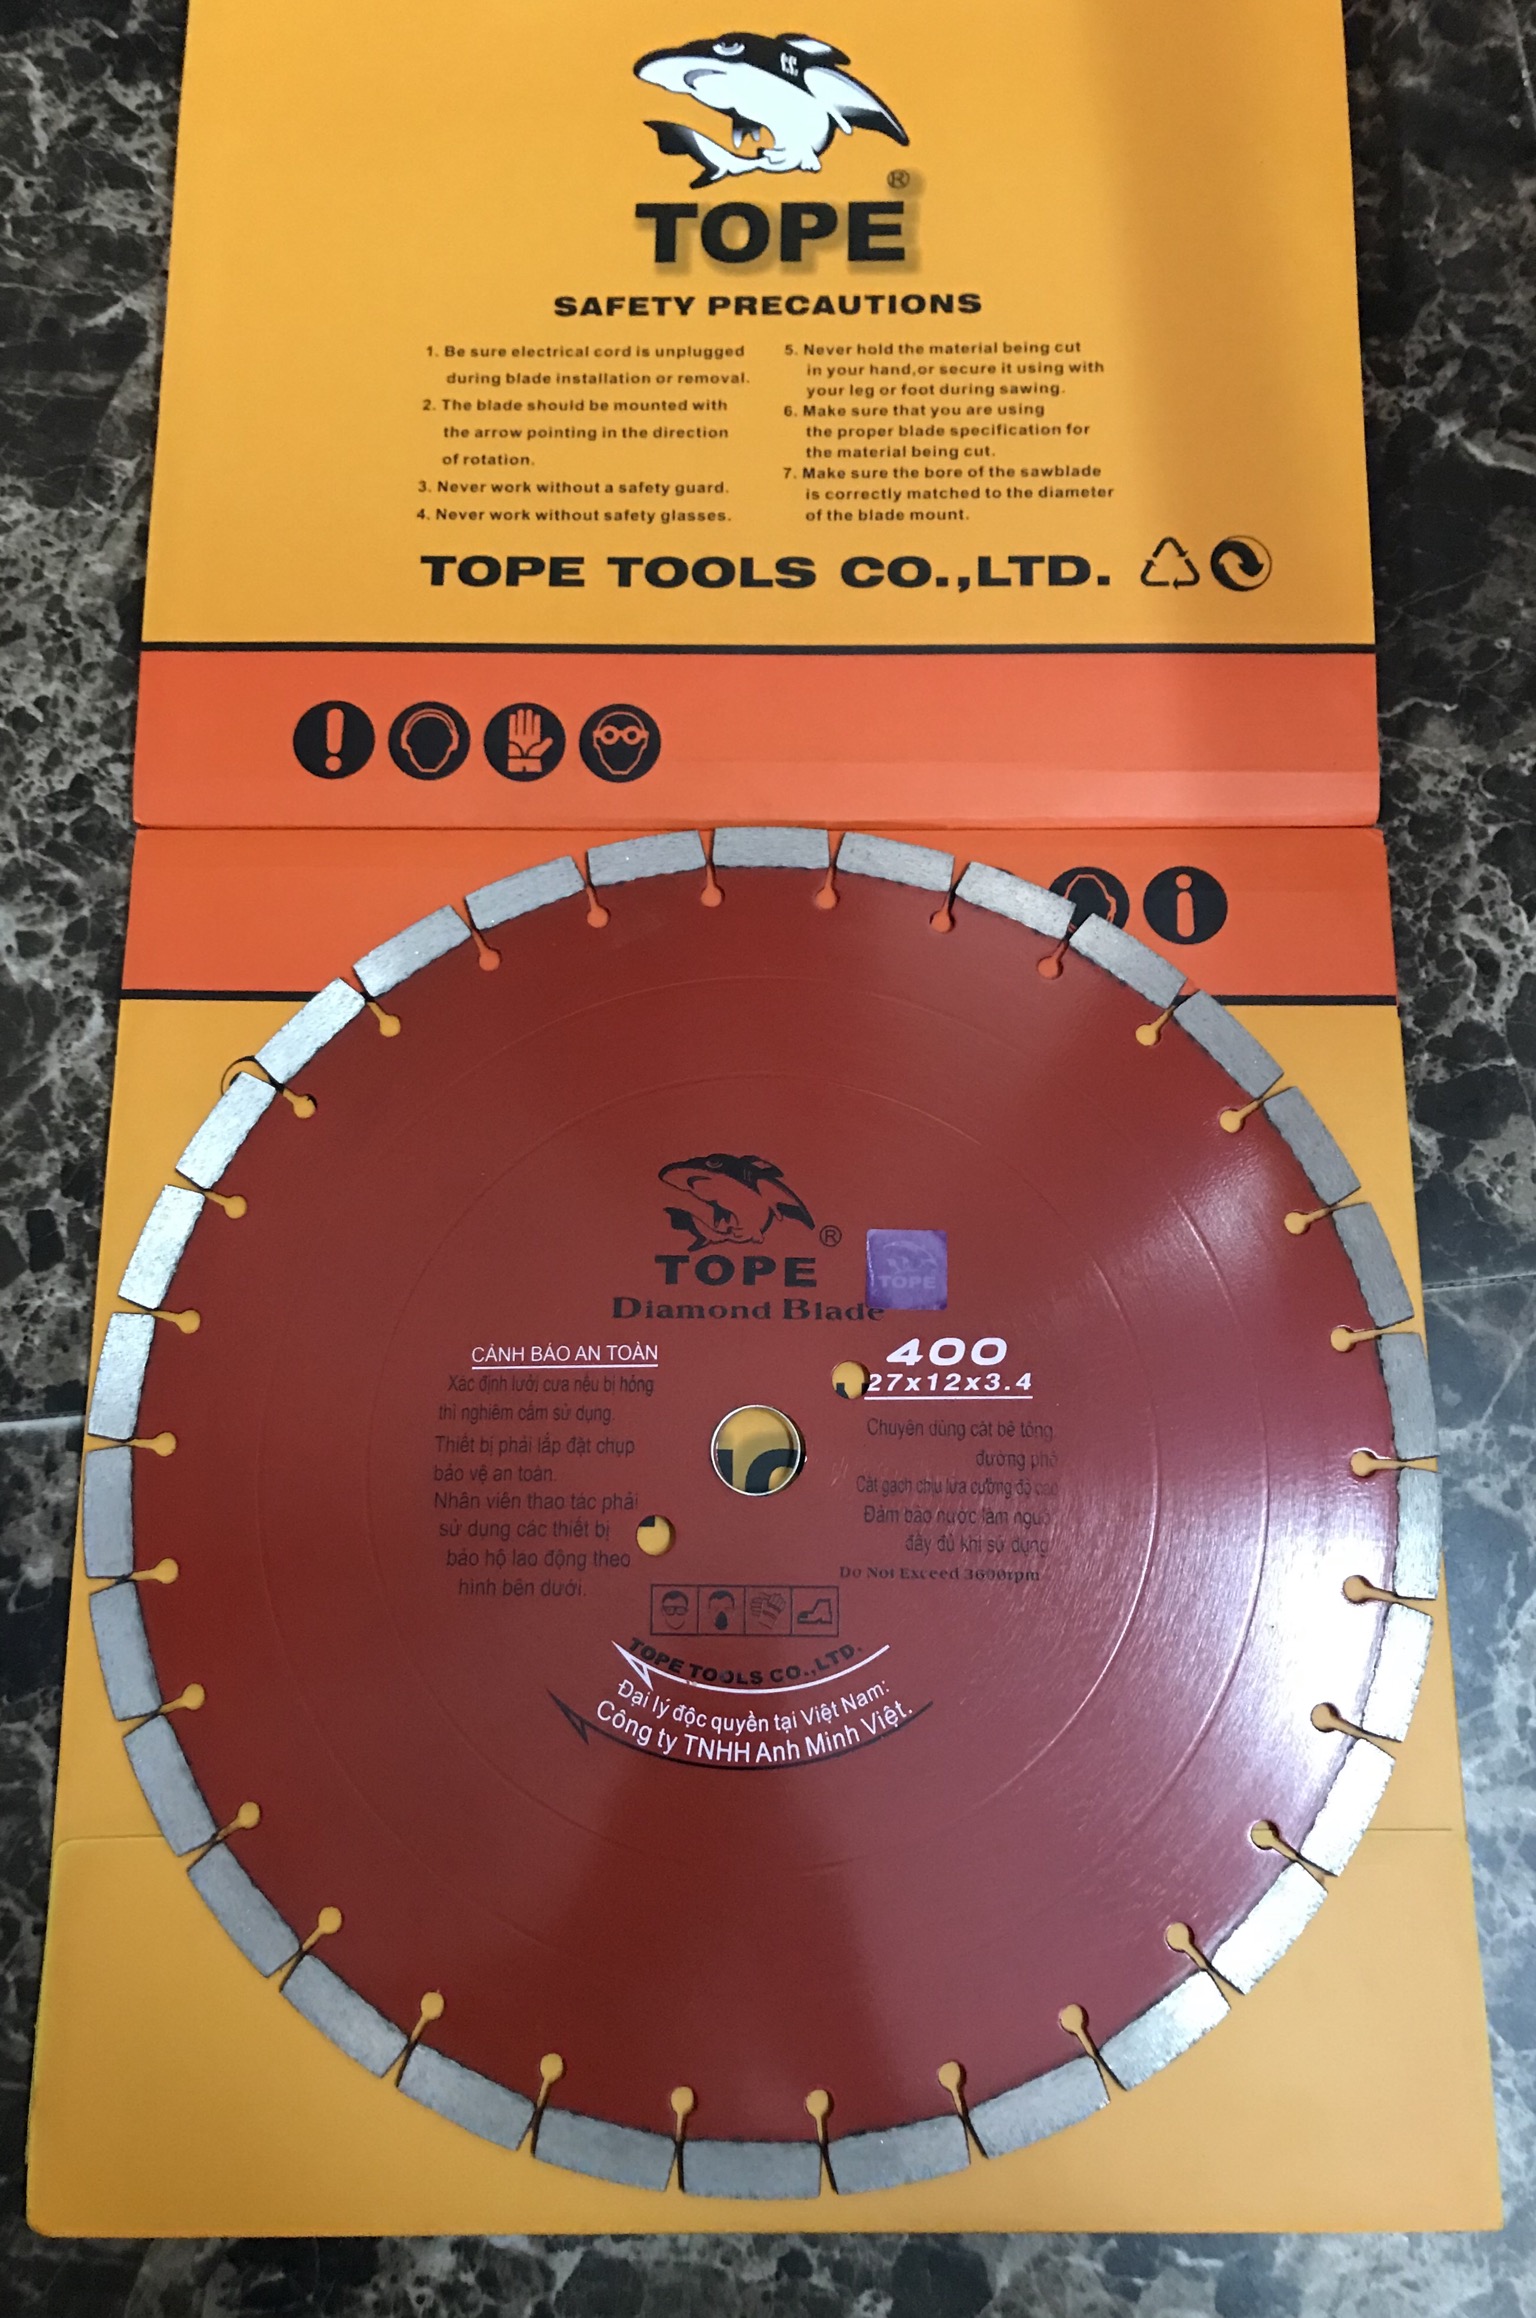 ®
TOPE
SAFETY PRECAUTIONS
1. Be sure electrical cord is unplugged
during blade installation or removal.
2. The blade should be mounted with
the arrow pointing in the direction
of rotation.
3. Never work without a safety guard.
4. Never work without safety glasses.
5. Never hold the material being cut
in your hand,or secure it using with
your leg or foot during sawing.
6. Make sure that you are using
the proper blade specification for
the material being cut.
7. Make sure the bore of the sawblade
is correctly matched to the diameter
of the blade mount.
TOPE TOOLS CO.,LTD.
®
TOPE
Diamond Blade
TOPE
CẢNH BÁO AN TOÀN
Xác định lưỡi cưa nếu bị hỏng
thì nghiêm cấm sử dụng.
Thiết bị phải lắp đặt chụp
bảo vệ an toàn.
Nhân viên thao tác phải
sử dụng các thiết bị
bảo hộ lao động theo
hình bên dưới.
400
27x12x3.4
Chuyên dùng cắt bê tông
đường phố
Cắt gạch chịu lửa cường độ cao
Đảm bảo nước làm nguội
đầy đủ khi sử dụng
Do Not Exceed 3600rpm
TOPE TOOLS CO.,LTD.
Đại lý độc quyền tại Việt Nam:
Công ty TNHH Anh Minh Việt.